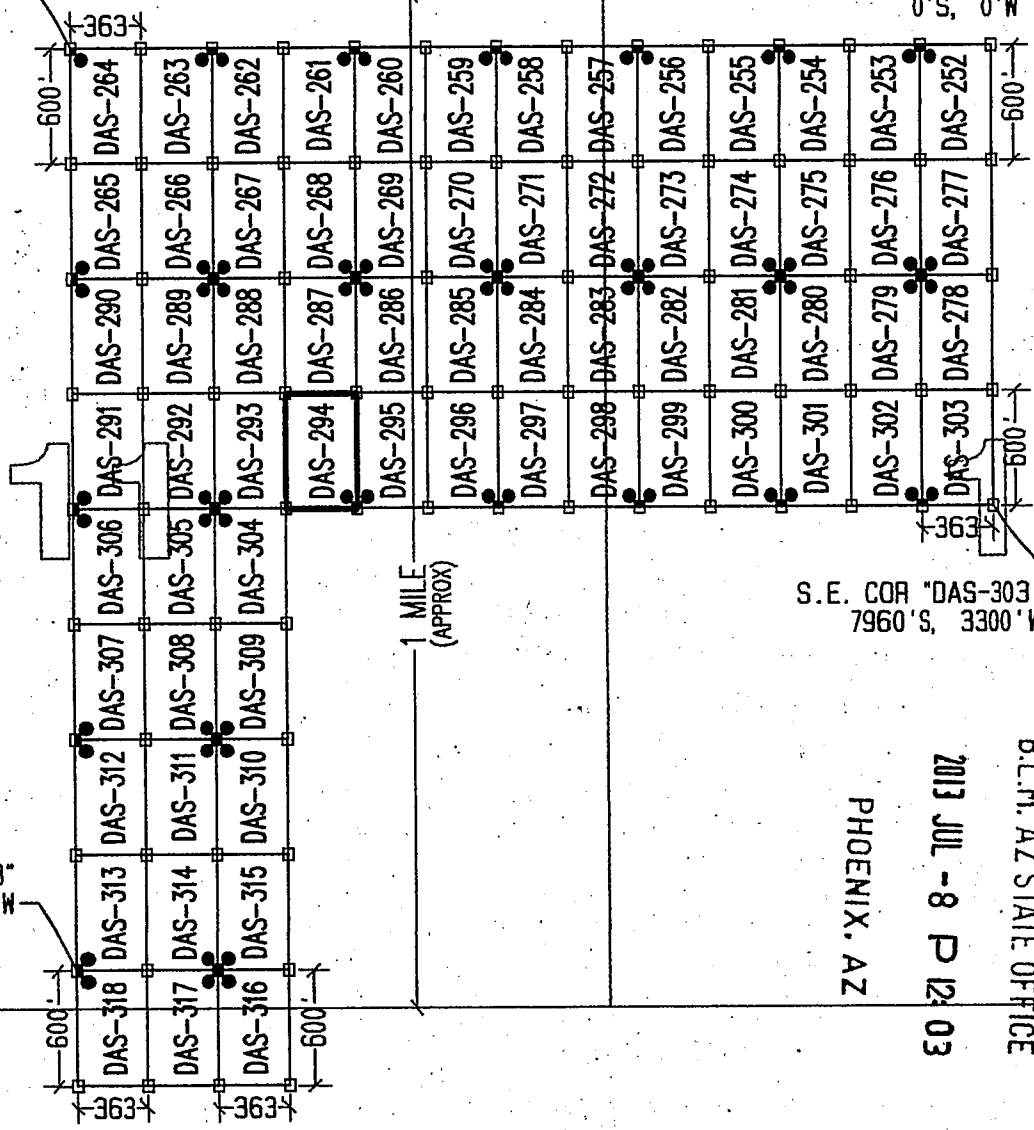 0'S, 0'W
363
600'
DAS-264
DAS-263
DAS-262
DAS-261
DAS-260
DAS-259
DAS-258
DAS-257
DAS-256
DAS-255
DAS-254
DAS-253
DAS-252
600'
DAS-265
DAS-266
DAS-267
DAS-268
DAS-269
DAS-270
DAS-271
DAS-272
DAS-273
DAS-274
DAS-275
DAS-276
DAS-277
DAS-290
DAS-289
DAS-288
DAS-287
DAS-286
DAS-285
DAS-284
DAS-283
DAS-282
DAS-281
DAS-280
DAS-279
DAS-278
11
DAS-291
DAS-292
DAS-293
DAS-294
DAS-295
DAS-296
DAS-297
DAS-298
DAS-299
DAS-300
DAS-301
DAS-302
DAS-303
600'
363
DAS-306
DAS-305
DAS-304
1 MILE
(APPROX)
S.E. COR "DAS-303
7960'S, 3300'W
DAS-307
DAS-308
DAS-309
DAS-312
DAS-311
DAS-310
DAS-313
DAS-314
DAS-315
DAS-318
DAS-317
DAS-316
600'
600'
363
363
B.L.M. AZ STATE OFFICE
2013 JUL -8 P 12:03
PHOENIX, AZ